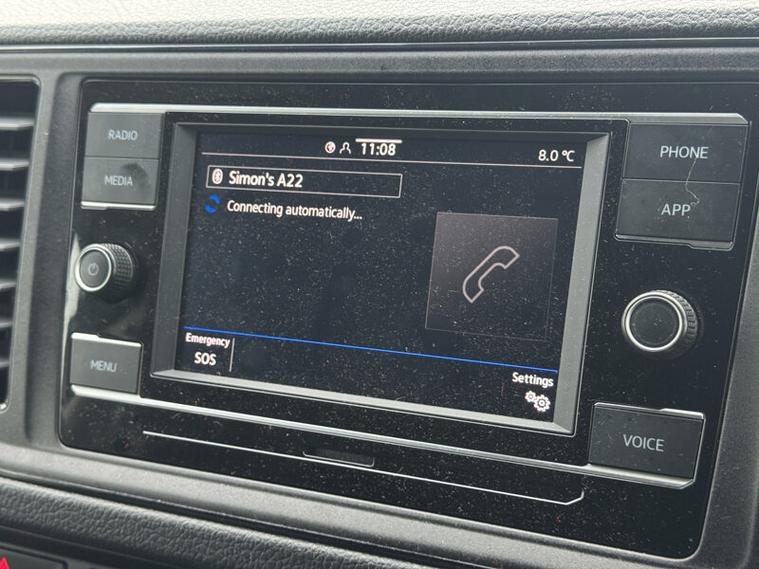 RADIO
MEDIA
MENU
11:08
8.0 °C
Simon's A22
Connecting automatically...
Emergency
SOS
Settings
PHONE
APP
VOICE